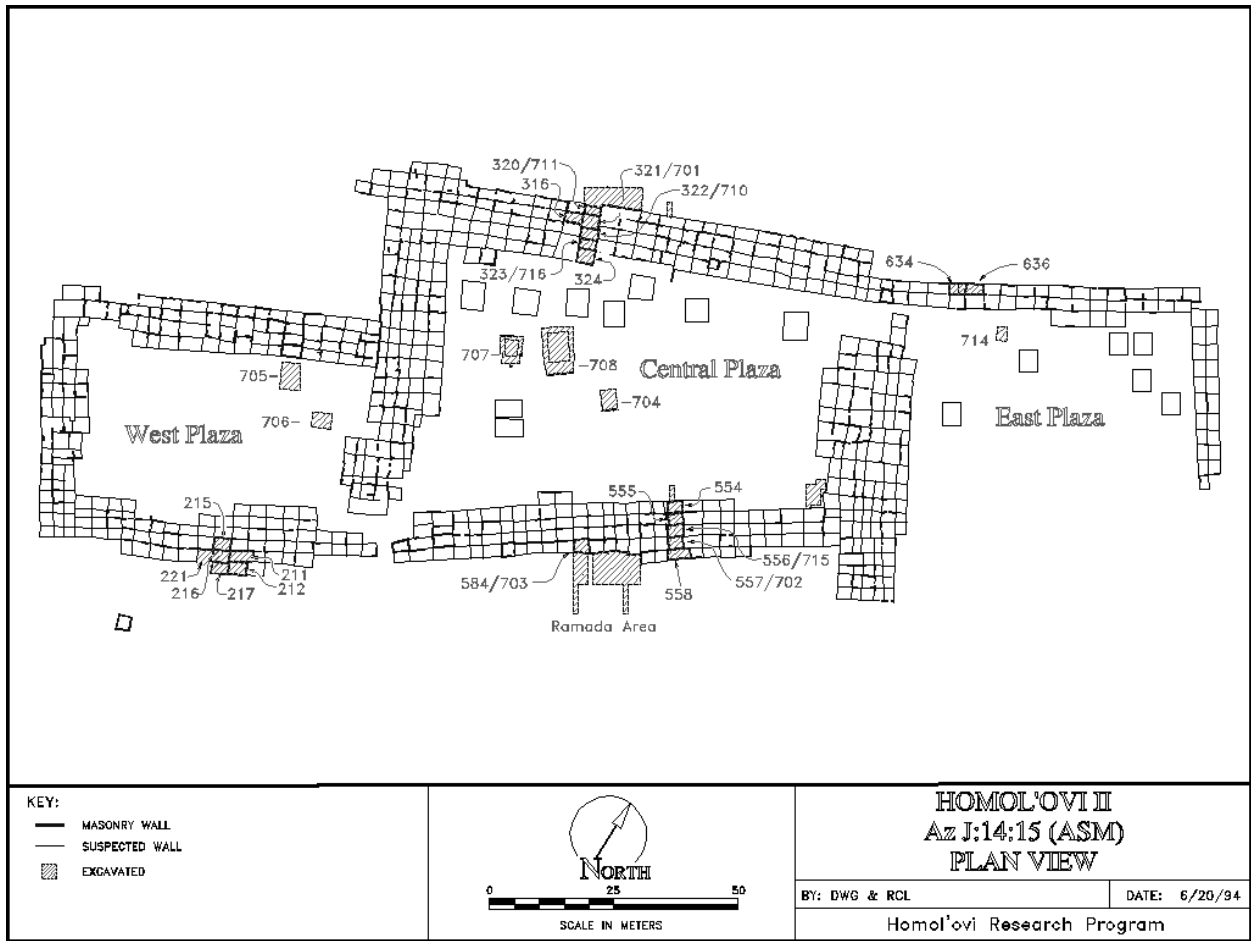 320/711
321/701
316
322/710
323/716
324
634
636
714
707
708
Central Plaza
704
705
706
West Plaza
East Plaza
215
221
216
217
211
212
555
554
556/715
557/702
584/703
558
Ramada Area
KEY:
MASONRY WALL
SUSPECTED WALL
EXCAVATED
NORTH
0 25 50
SCALE IN METERS
HOMOL'OVI II
Az J:14:15 (ASM)
PLAN VIEW
BY: DWG & RCL
DATE: 6/20/94
Homol'ovi Research Program